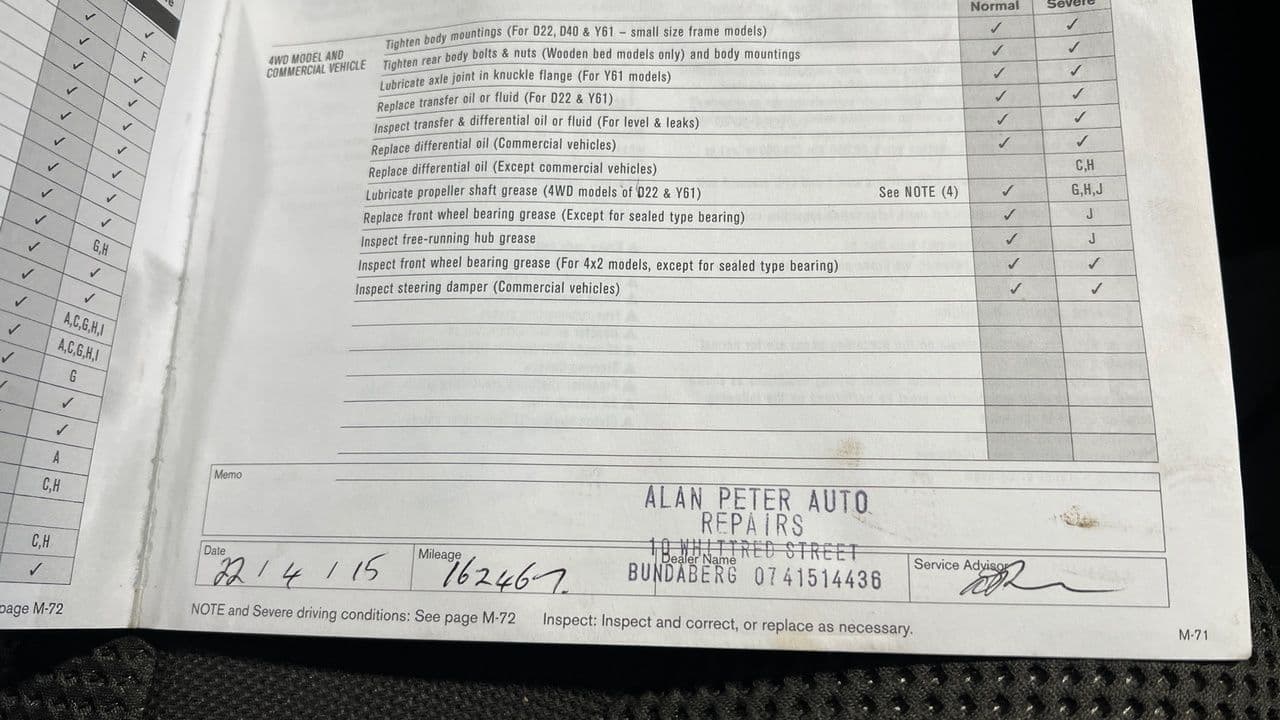 Normal Severe
4WD MODEL AND COMMERCIAL VEHICLE
Tighten body mountings (For D22, D40 & Y61 – small size frame models) ✓ ✓
Tighten rear body bolts & nuts (Wooden bed models only) and body mountings ✓ ✓
Lubricate axle joint in knuckle flange (For Y61 models) ✓ ✓
Replace transfer oil or fluid (For D22 & Y61) ✓ ✓
Inspect transfer & differential oil or fluid (For level & leaks) ✓ ✓
Replace differential oil (Commercial vehicles) ✓ ✓
Replace differential oil (Except commercial vehicles) C,H
Lubricate propeller shaft grease (4WD models of D22 & Y61) See NOTE (4) ✓ G,H,J
Replace front wheel bearing grease (Except for sealed type bearing) ✓ J
Inspect free-running hub grease ✓ J
Inspect front wheel bearing grease (For 4x2 models, except for sealed type bearing) ✓ ✓
Inspect steering damper (Commercial vehicles) ✓ ✓
Memo
ALAN PETER AUTO
REPAIRS
WHITTRED STREET
BUNDABERG 0741514436
Date 22/4/15
Mileage 162467.
Dealer Name
Service Advisor
NOTE and Severe driving conditions: See page M-72 Inspect: Inspect and correct, or replace as necessary.
M-71
F
G,H
A,C,G,H,I
A,C,G,H,I
G
A
C,H
C,H
page M-72